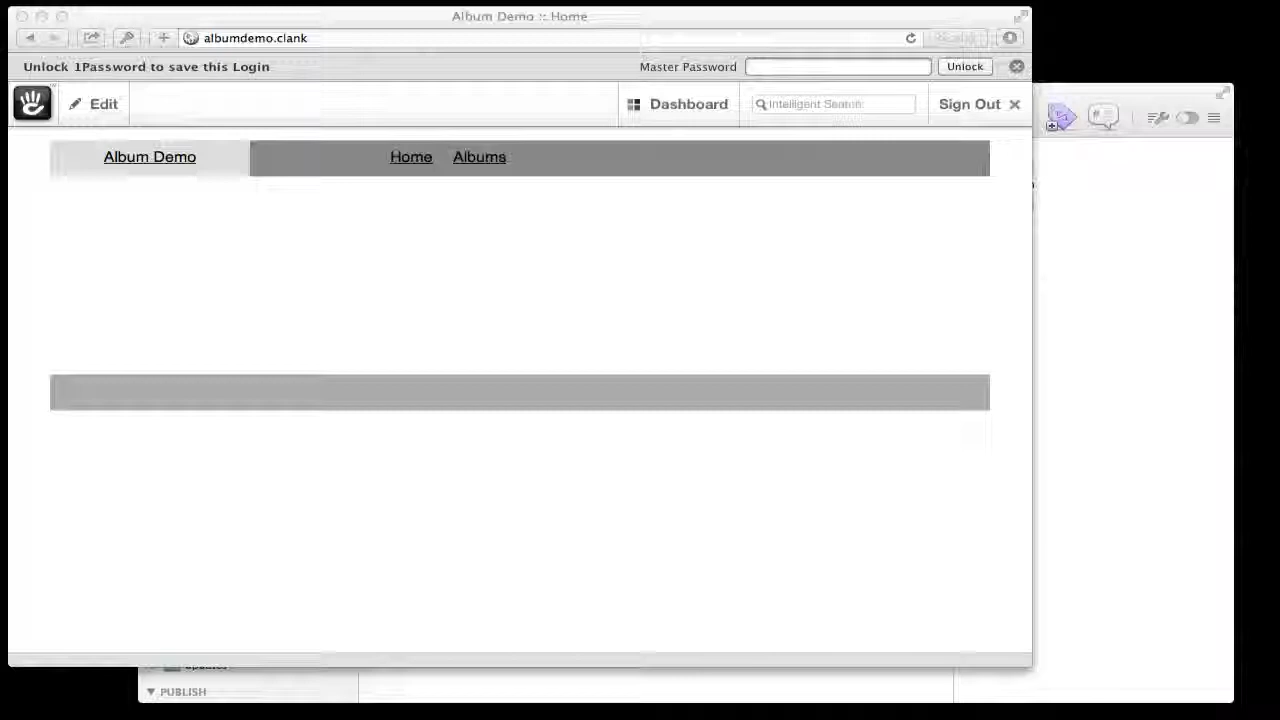 Album Demo :: Home
albumdemo.clank
Unlock 1Password to save this Login
Master Password
Unlock
Edit
Dashboard
Intelligent Search
Sign Out
Album Demo
Home
Albums
PUBLISH